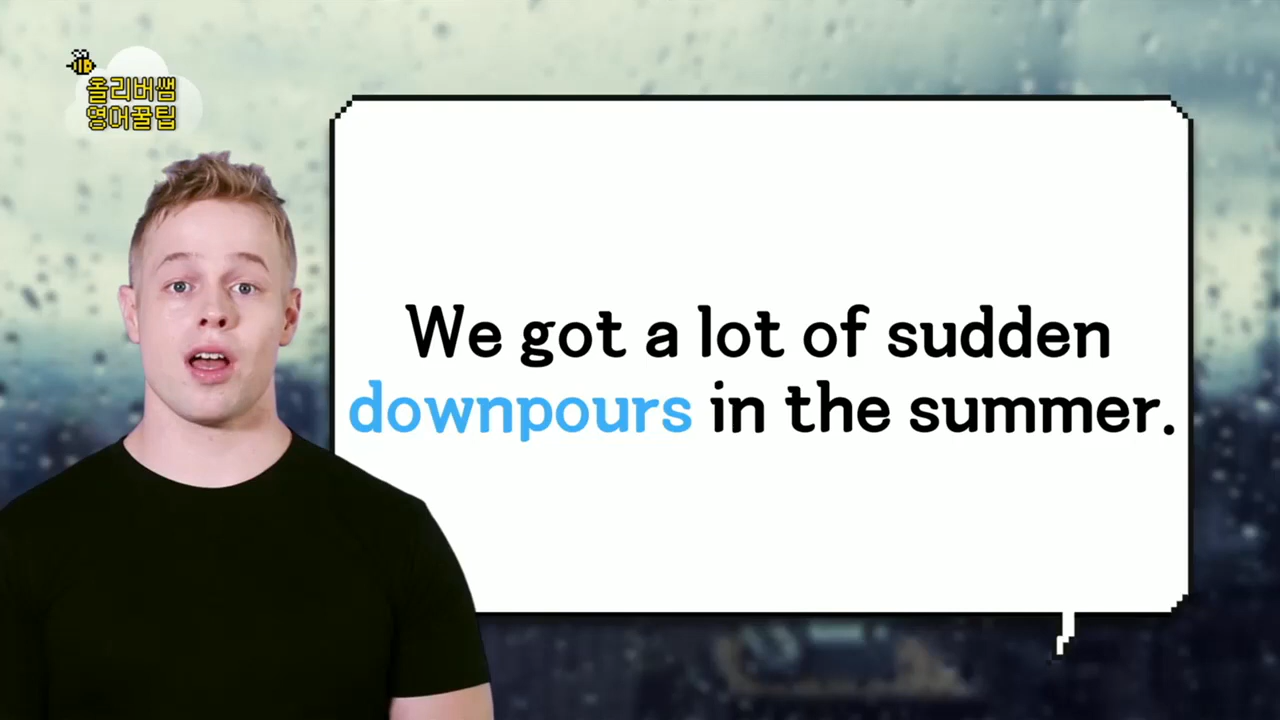 올리버쌤
영어꿀팁
We got a lot of sudden
downpours in the summer.